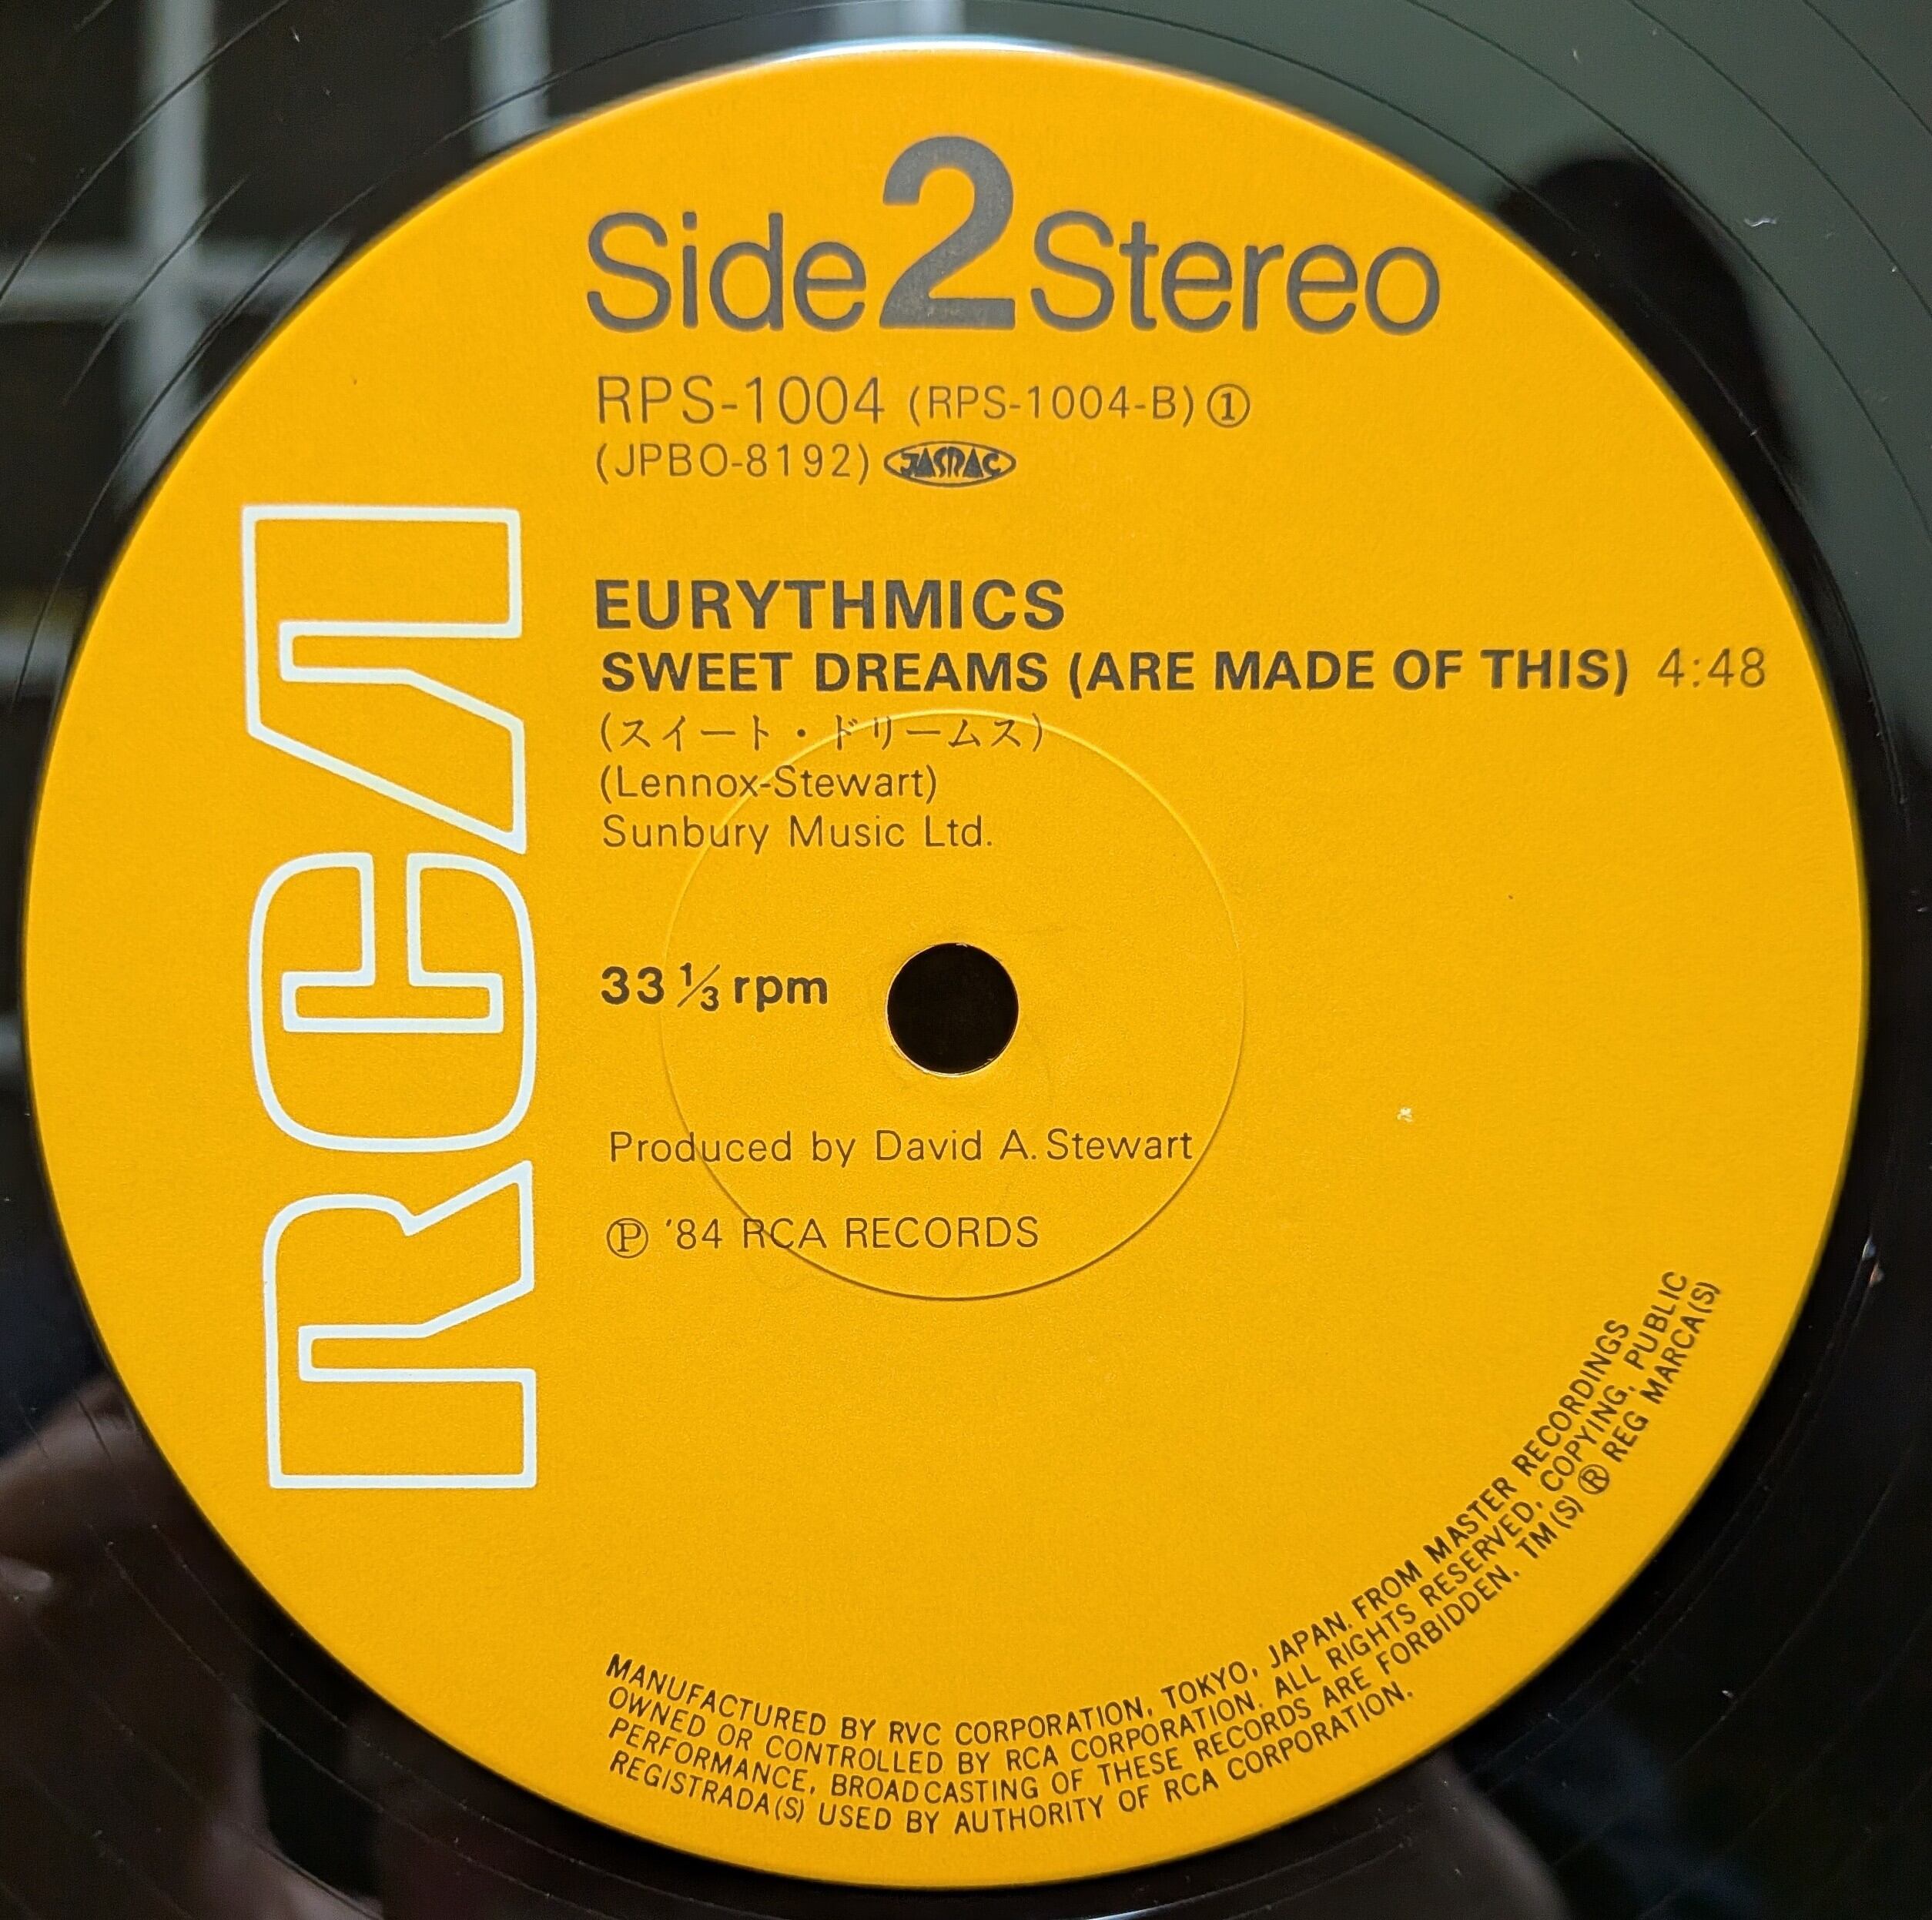 Side 2 Stereo
RPS-1004 (RPS-1004-B) ①
(JPBO-8192) JASRAC
EURYTHMICS
SWEET DREAMS (ARE MADE OF THIS) 4:48
(スイート・ドリームス)
(Lennox-Stewart)
Sunbury Music Ltd.
RCA
33 1/3 rpm
Produced by David A. Stewart
Ⓟ '84 RCA RECORDS
MANUFACTURED BY RVC CORPORATION, TOKYO, JAPAN. FROM MASTER RECORDINGS
OWNED OR CONTROLLED BY RCA CORPORATION. ALL RIGHTS RESERVED, COPYING, PUBLIC
PERFORMANCE, BROADCASTING OF THESE RECORDS ARE FORBIDDEN. TM(S) ® REG MARCA(S)
REGISTRADA(S) USED BY AUTHORITY OF RCA CORPORATION.